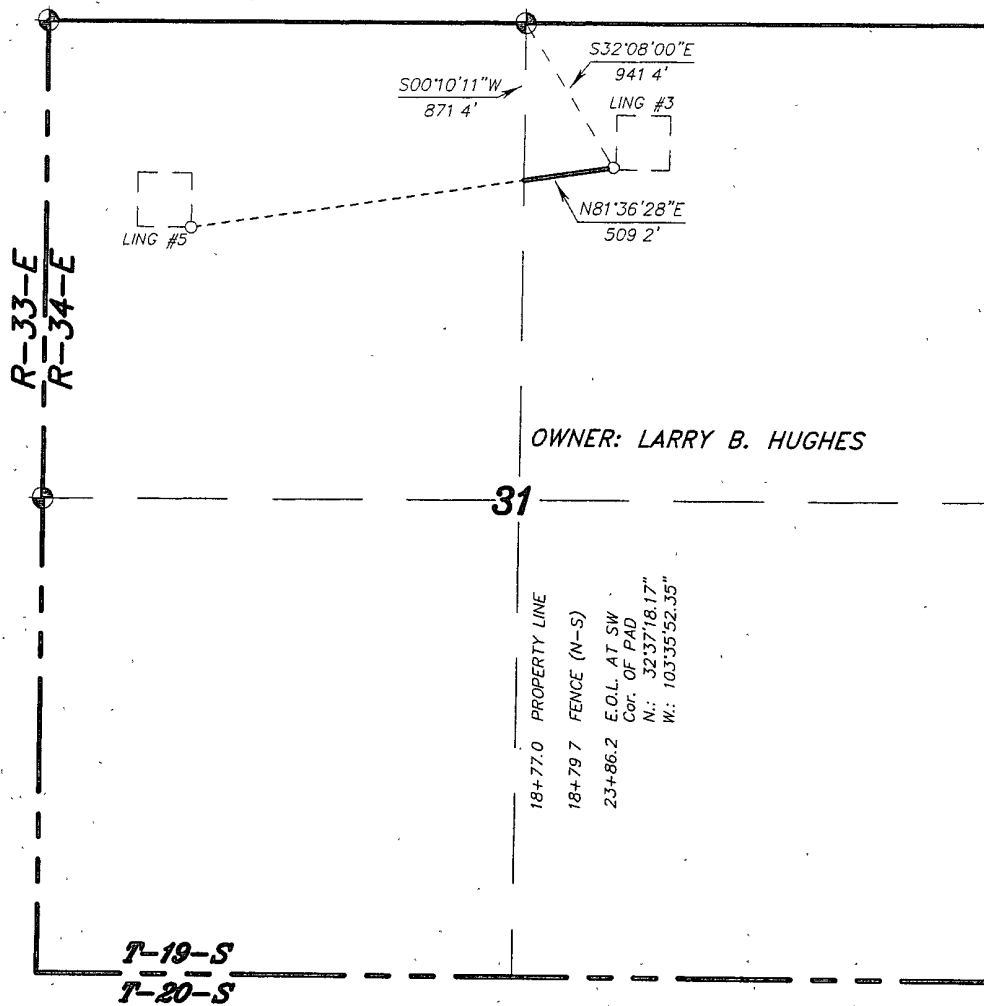 S32°08'00"E
941 4'
S00°10'11"W
871 4'
LING #3
N81°36'28"E
509 2'
LING #5
R-33-E
R-34-E
OWNER: LARRY B. HUGHES
31
18+77.0 PROPERTY LINE
18+79 7 FENCE (N-S)
23+86.2 E.O.L. AT SW
Cor. OF PAD
N.: 32°37'18.17"
W.: 103°35'52.35"
T-19-S
T-20-S